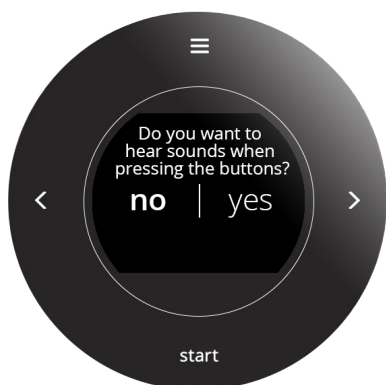 Do you want to
hear sounds when
pressing the buttons?
no | yes
start